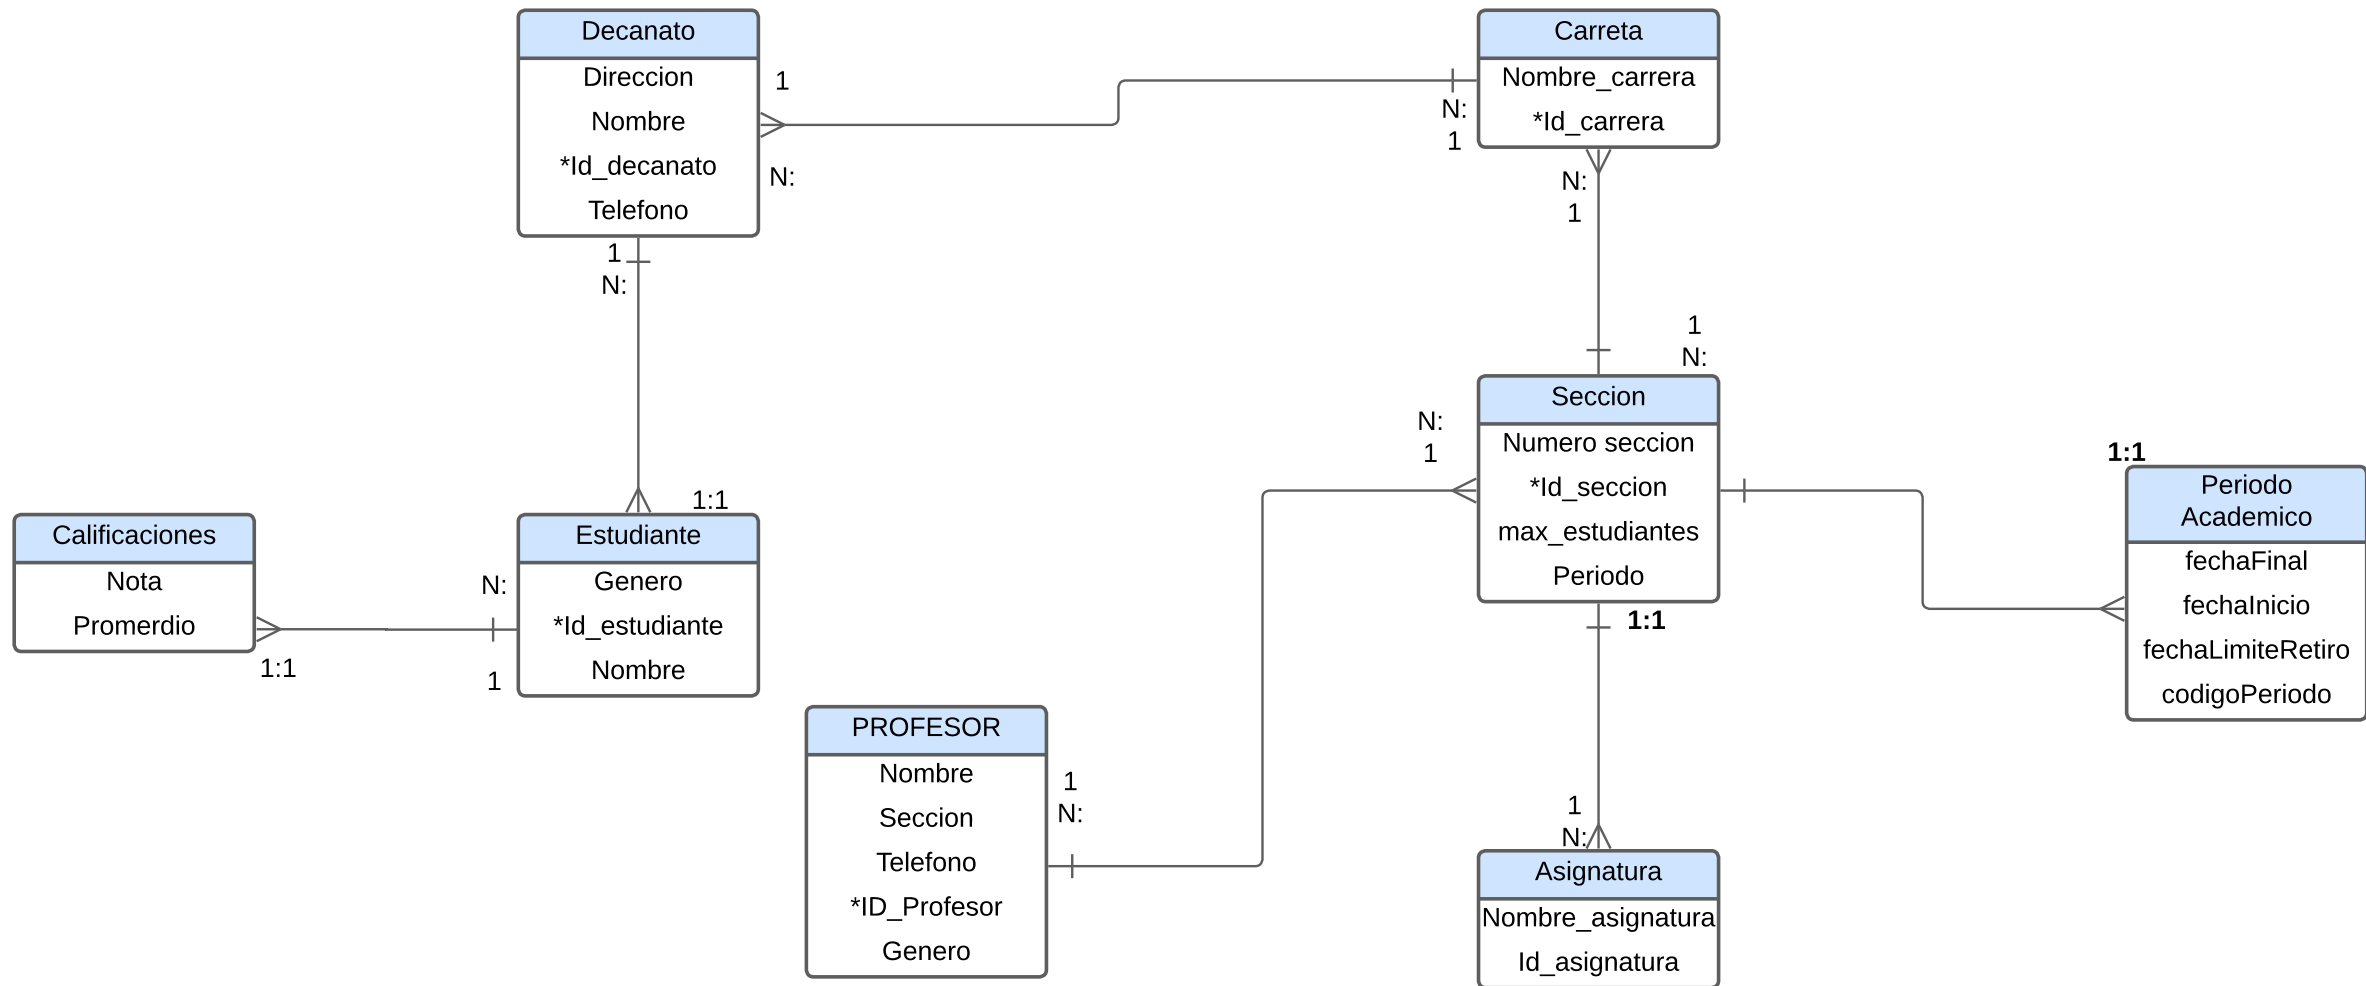 Decanato
Direccion
Nombre
*Id_decanato
Telefono
1
N:
1
N:
Carreta
Nombre_carrera
*Id_carrera
N:
1
N:
1
1
N:
Seccion
Numero seccion
*Id_seccion
max_estudiantes
Periodo
N:
1
1:1
1:1
Periodo
Academico
fechaFinal
fechaInicio
fechaLimiteRetiro
codigoPeriodo
Calificaciones
Nota
Promerdio
1:1
N:
1
1:1
Estudiante
Genero
*Id_estudiante
Nombre
PROFESOR
Nombre
Seccion
Telefono
*ID_Profesor
Genero
1
N:
1
N:
Asignatura
Nombre_asignatura
Id_asignatura